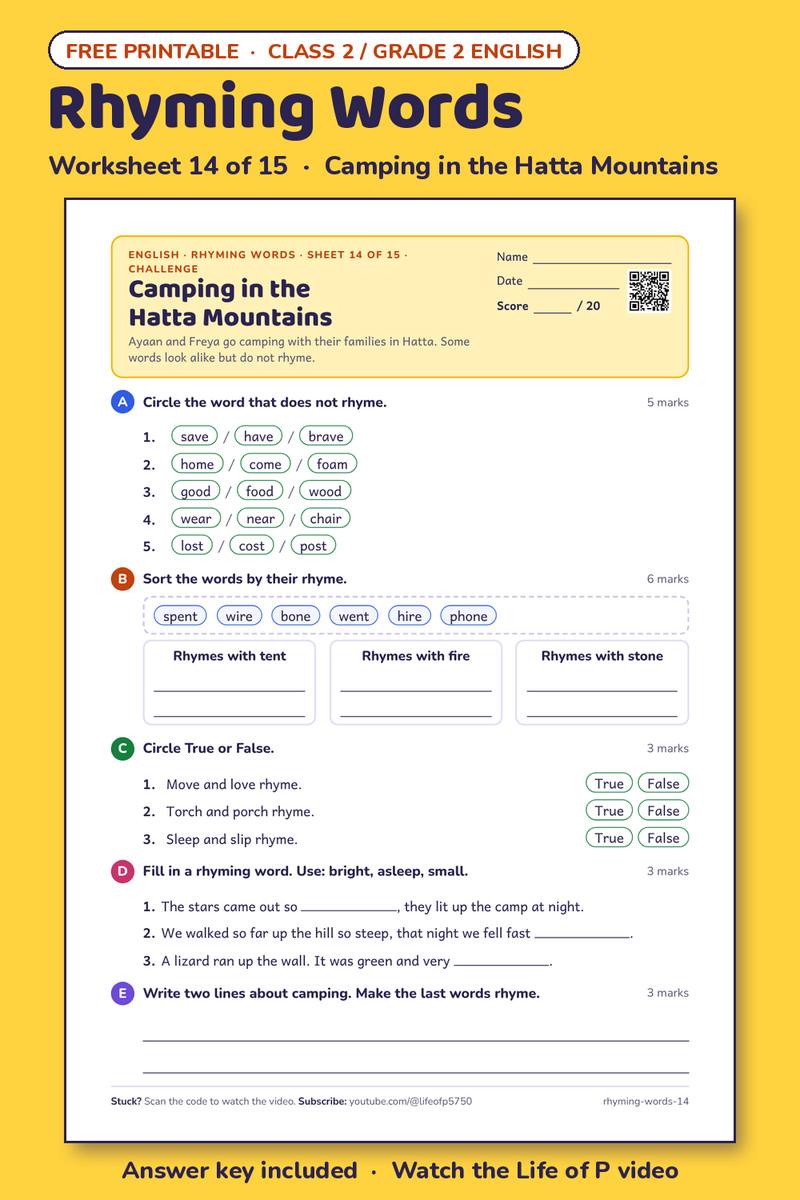 FREE PRINTABLE · CLASS 2 / GRADE 2 ENGLISH
Rhyming Words
Worksheet 14 of 15 · Camping in the Hatta Mountains
ENGLISH · RHYMING WORDS · SHEET 14 OF 15 ·
CHALLENGE
Camping in the
Hatta Mountains
Ayaan and Freya go camping with their families in Hatta. Some
words look alike but do not rhyme.
Name ____________________
Date ______________
Score ______ / 20
A Circle the word that does not rhyme. 5 marks
1. save / have / brave
2. home / come / foam
3. good / food / wood
4. wear / near / chair
5. lost / cost / post
B Sort the words by their rhyme. 6 marks
spent wire bone went hire phone
Rhymes with tent Rhymes with fire Rhymes with stone
C Circle True or False. 3 marks
1. Move and love rhyme. True False
2. Torch and porch rhyme. True False
3. Sleep and slip rhyme. True False
D Fill in a rhyming word. Use: bright, asleep, small. 3 marks
1. The stars came out so ______________, they lit up the camp at night.
2. We walked so far up the hill so steep, that night we fell fast ______________.
3. A lizard ran up the wall. It was green and very ______________.
E Write two lines about camping. Make the last words rhyme. 3 marks
Stuck? Scan the code to watch the video. Subscribe: youtube.com/@lifeofp5750 rhyming-words-14
Answer key included · Watch the Life of P video